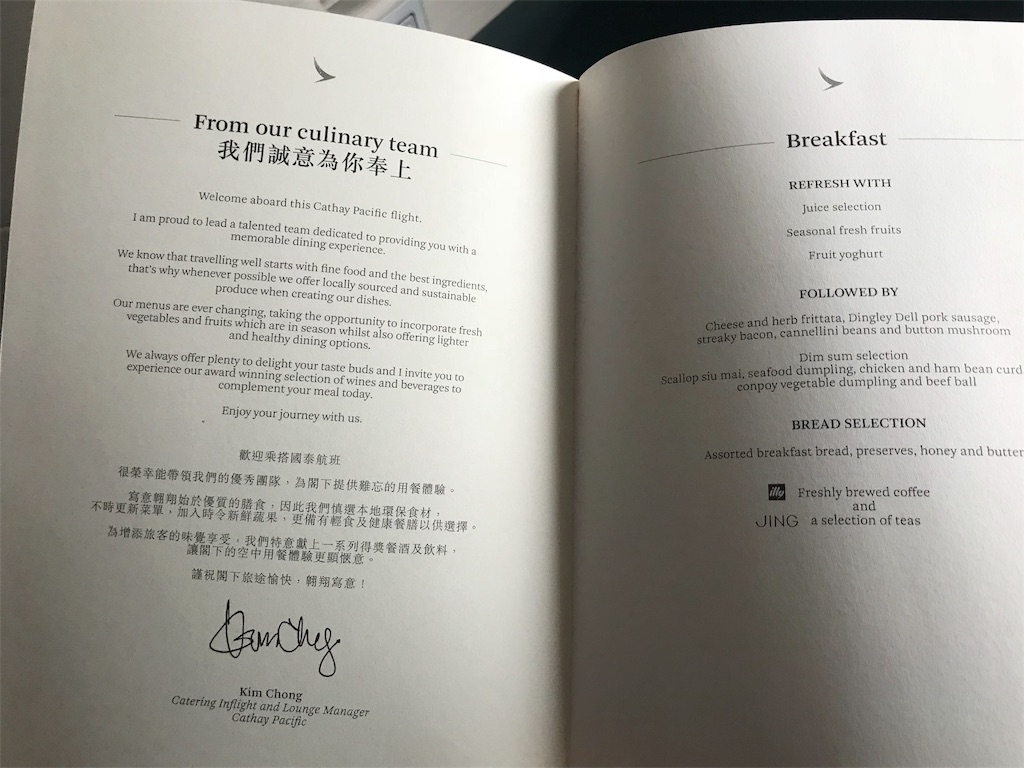 From our culinary team
我們誠意為你奉上
Welcome aboard this Cathay Pacific flight.
I am proud to lead a talented team dedicated to providing you with a
memorable dining experience.
We know that travelling well starts with fine food and the best ingredients,
that's why whenever possible we offer locally sourced and sustainable
produce when creating our dishes.
Our menus are ever changing, taking the opportunity to incorporate fresh
vegetables and fruits which are in season whilst also offering lighter
and healthy dining options.
We always offer plenty to delight your taste buds and I invite you to
experience our award winning selection of wines and beverages to
complement your meal today.
Enjoy your journey with us.
歡迎乘搭國泰航班
很榮幸能帶領我們的優秀團隊，為閣下提供難忘的用餐體驗。
寫意翱翔始於優質的膳食，因此我們慎選本地環保食材，
不時更新菜單，加入時令新鮮蔬果，更備有輕食及健康餐膳以供選擇。
為增添旅客的味覺享受，我們特意獻上一系列得獎餐酒及飲料，
讓閣下的空中用餐體驗更顯愜意。
謹祝閣下旅途愉快，翱翔寫意！
Kim Chong
Catering Inflight and Lounge Manager
Cathay Pacific
Breakfast
REFRESH WITH
Juice selection
Seasonal fresh fruits
Fruit yoghurt
FOLLOWED BY
Cheese and herb frittata, Dingley Dell pork sausage,
streaky bacon, cannellini beans and button mushroom
Dim sum selection
Scallop siu mai, seafood dumpling, chicken and ham bean curd
conpoy vegetable dumpling and beef ball
BREAD SELECTION
Assorted breakfast bread, preserves, honey and butter
illy Freshly brewed coffee
and
JING a selection of teas